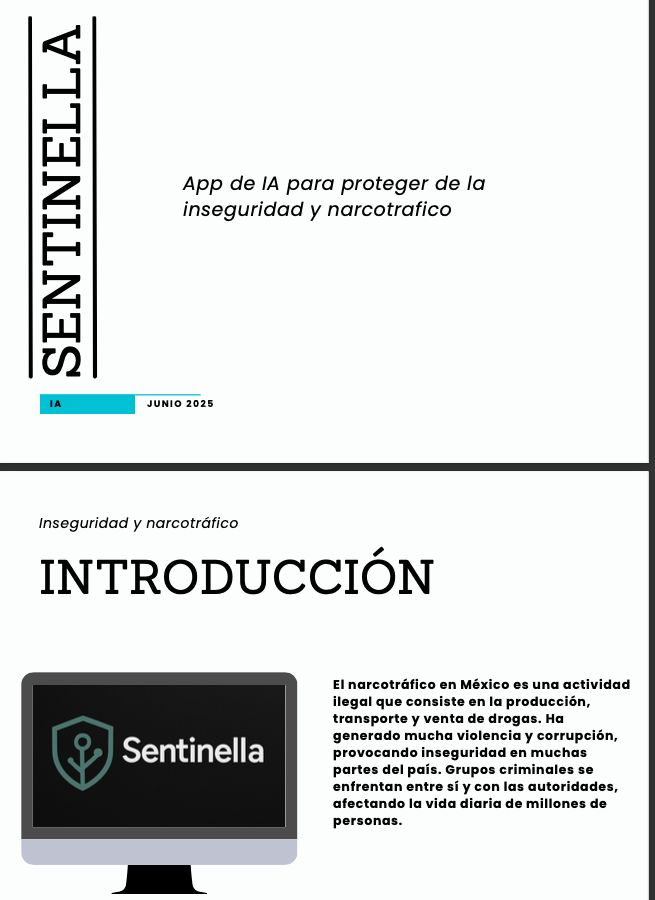 SENTINELLA
App de IA para proteger de la
inseguridad y narcotrafico
IA
JUNIO 2025
Inseguridad y narcotráfico
INTRODUCCIÓN
Sentinella
El narcotráfico en México es una actividad
ilegal que consiste en la producción,
transporte y venta de drogas. Ha
generado mucha violencia y corrupción,
provocando inseguridad en muchas
partes del país. Grupos criminales se
enfrentan entre sí y con las autoridades,
afectando la vida diaria de millones de
personas.